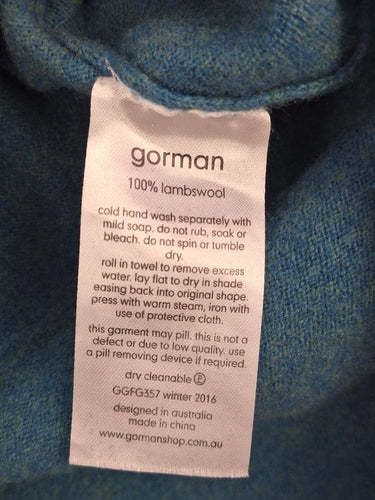 gorman
100% lambswool
cold hand wash separately with
mild soap. do not rub, soak or
bleach. do not spin or tumble
dry.
roll in towel to remove excess
water. lay flat to dry in shade
easing back into original shape.
press with warm steam, iron with
use of protective cloth.
this garment may pill. this is not a
defect or due to low quality. use
a pill removing device if required.
dry cleanable Ⓟ
GGFG357 winter 2016
designed in australia
made in china
www.gormanshop.com.au